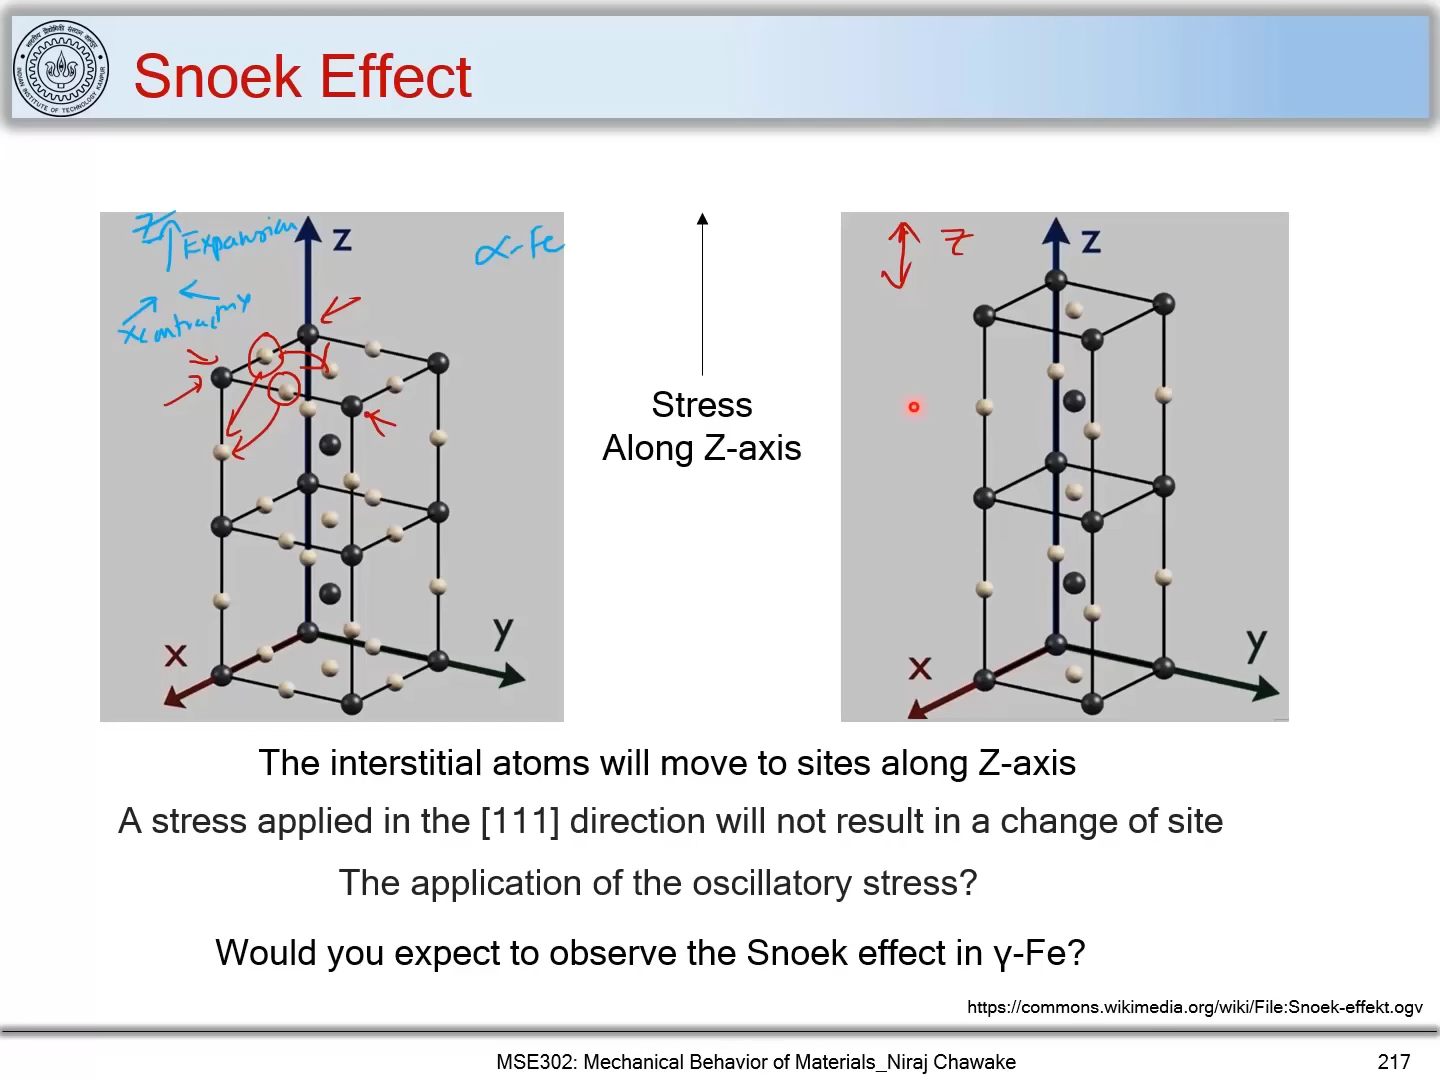 Snoek Effect
Z
Expansion
α-Fe
X
y
z
Z
z
Stress
Along Z-axis
x
y
x
y
The interstitial atoms will move to sites along Z-axis
A stress applied in the [111] direction will not result in a change of site
The application of the oscillatory stress?
Would you expect to observe the Snoek effect in γ-Fe?
https://commons.wikimedia.org/wiki/File:Snoek-effekt.ogv
MSE302: Mechanical Behavior of Materials_Niraj Chawake
217